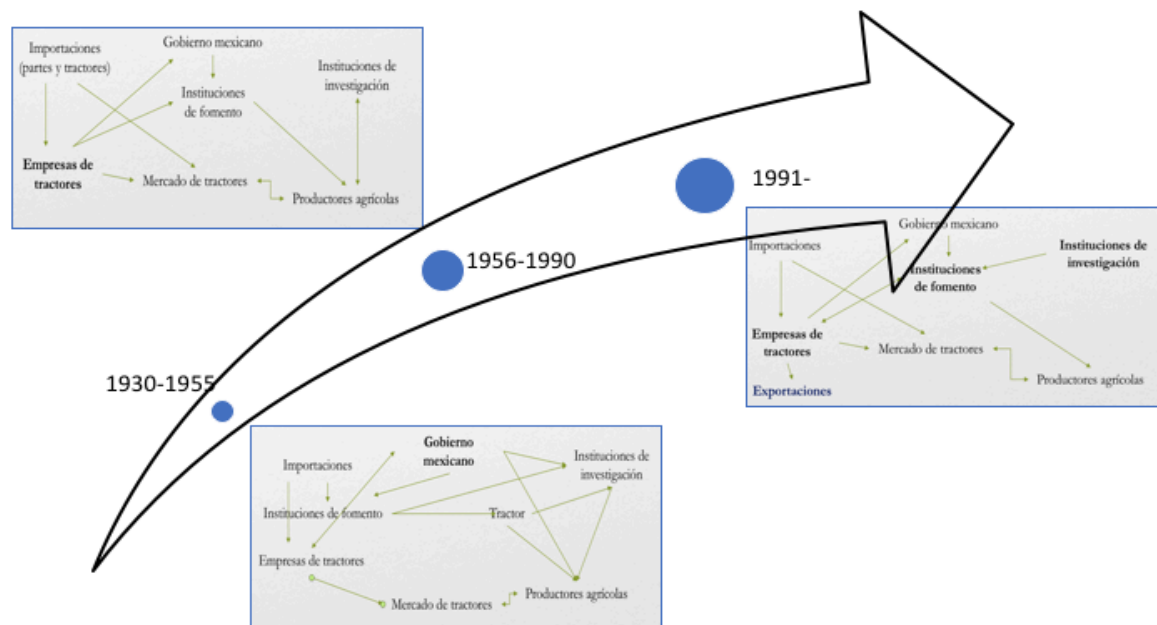 Importaciones
(partes y tractores)
Gobierno mexicano
Instituciones de
investigación
Instituciones
de fomento
Empresas de
tractores
Mercado de tractores
Productores agrícolas
1991-
1956-1990
1930-1955
Gobierno mexicano
Importaciones
Instituciones de
investigación
Instituciones
de fomento
Empresas de
tractores
Mercado de tractores
Productores agrícolas
Exportaciones
Gobierno
mexicano
Importaciones
Instituciones de
investigación
Instituciones de fomento
Tractor
Empresas de tractores
Mercado de tractores
Productores agrícolas